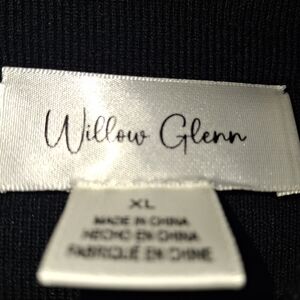 Willow Glenn
XL
MADE IN CHINA
HECHO EN CHINA
FABRIQUÉ EN CHINE